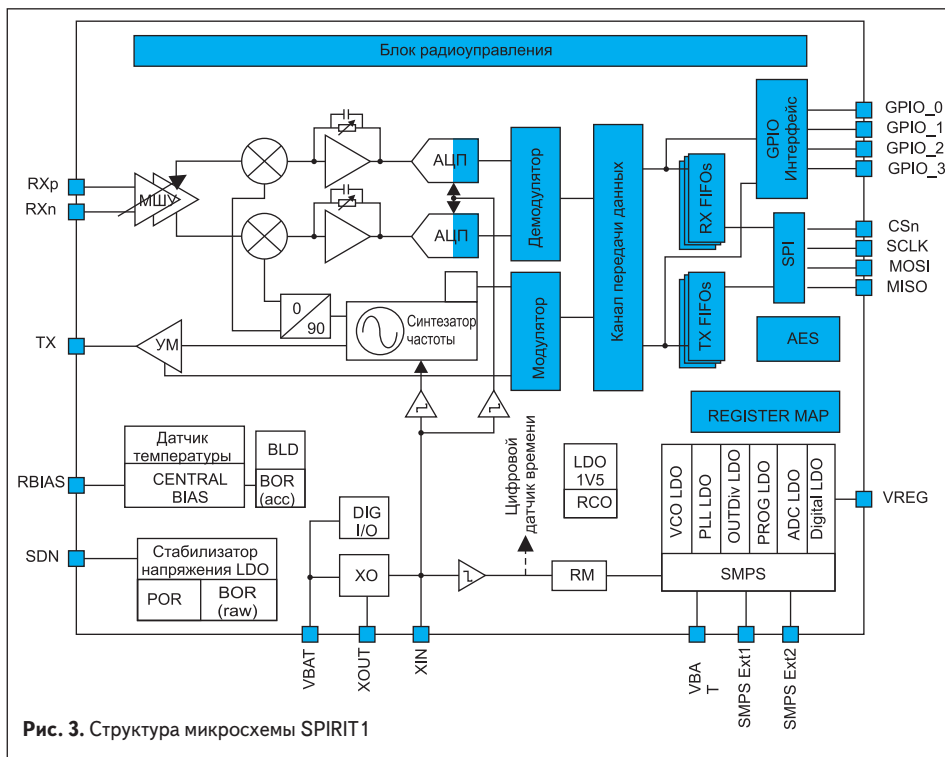 Блок радиоуправления
GPIO_0
GPIO_1
GPIO_2
GPIO_3
GPIO
Интерфейс
RXp
RXn
МШУ
АЦП
АЦП
Демодулятор
Канал передачи данных
RX FIFOs
SPI
CSn
SCLK
MOSI
MISO
0
90
Синтезатор
частоты
Модулятор
TX FIFOs
AES
TX
УМ
REGISTER MAP
Датчик
температуры
CENTRAL
BIAS
BLD
BOR
(acc)
RBIAS
Цифровой
датчик времени
LDO
1V5
RCO
VCO LDO
PLL LDO
OUTDiv LDO
PROG LDO
ADC LDO
Digital LDO
VREG
SMPS
DIG
I/O
XO
RM
SDN
Стабилизатор
напряжения LDO
POR
BOR
(raw)
VBAT
XOUT
XIN
VBA
T
SMPS Ext1
SMPS Ext2
Рис. 3. Структура микросхемы SPIRIT1